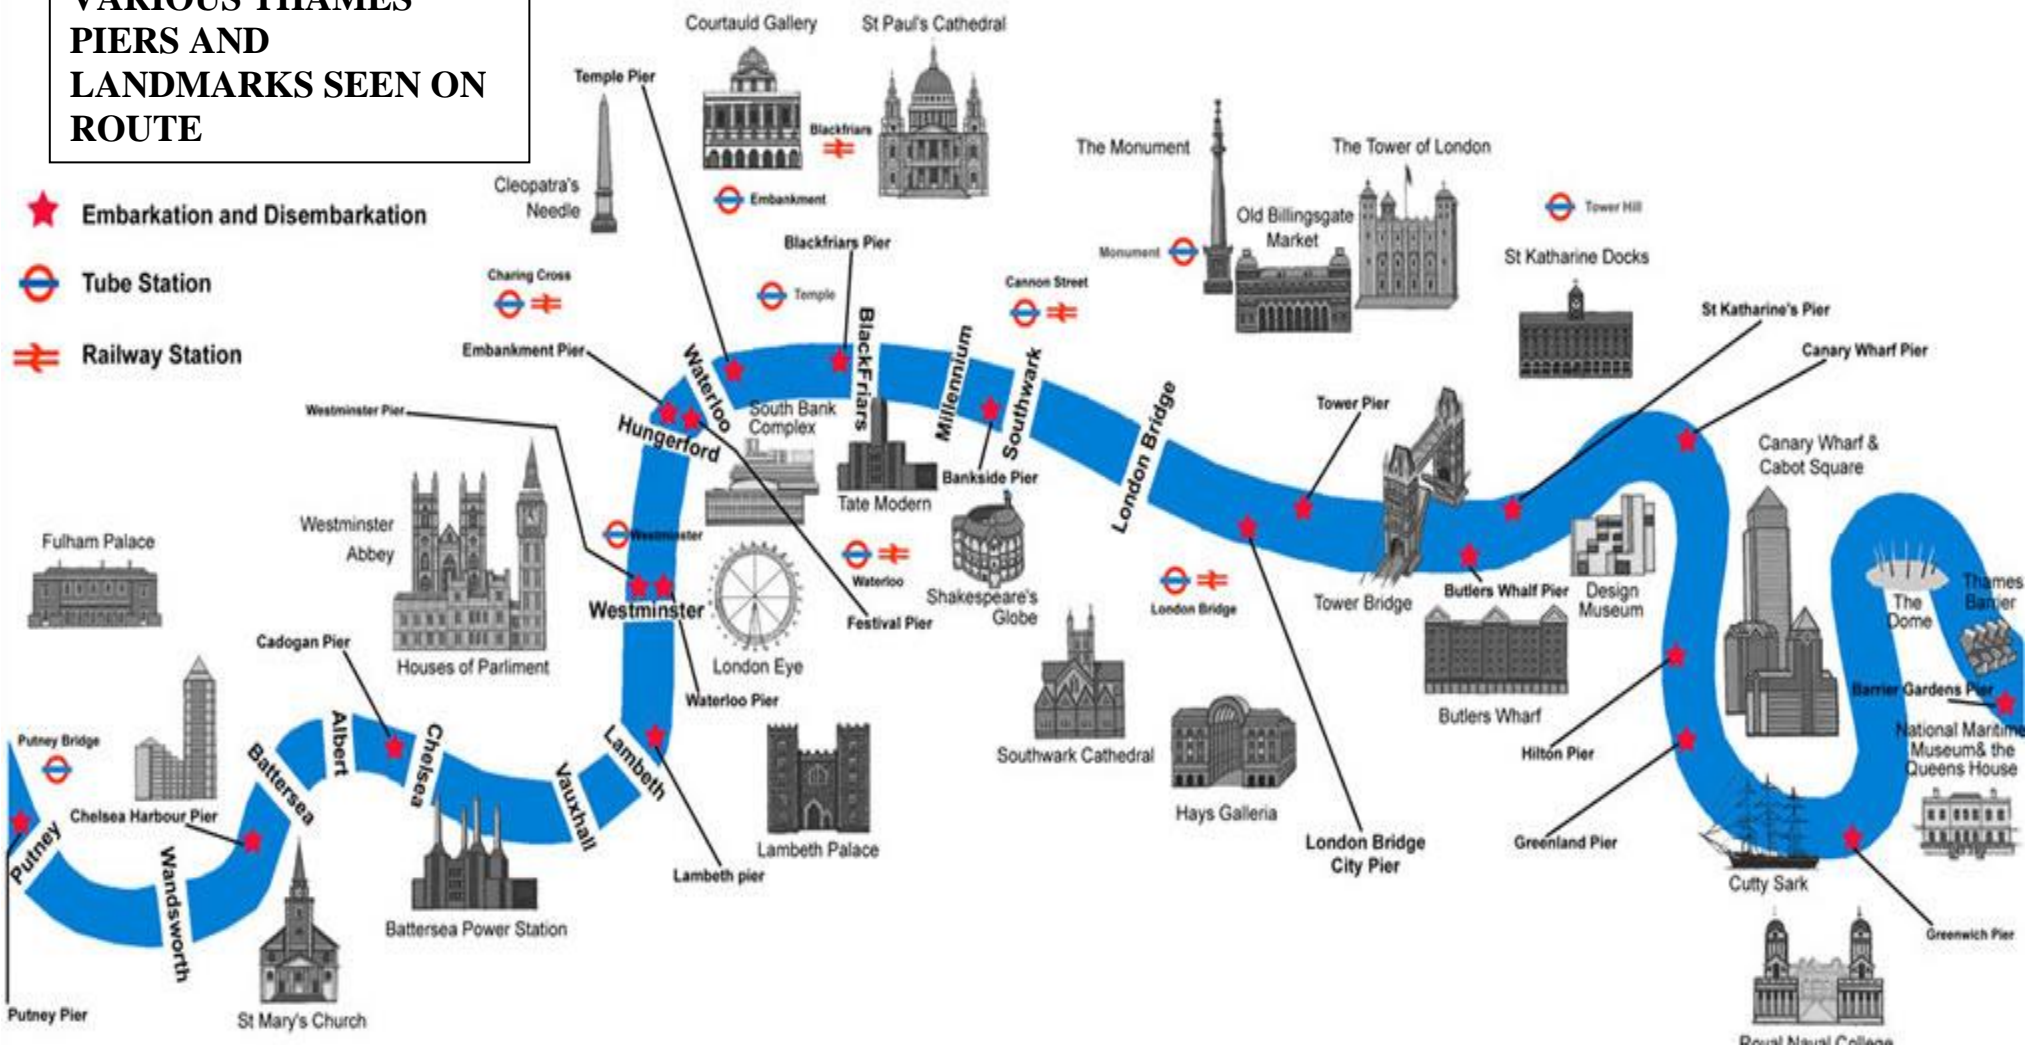 VARIOUS THAMES
PIERS AND
LANDMARKS SEEN ON
ROUTE
Embarkation and Disembarkation
Tube Station
Railway Station
Courtauld Gallery
St Paul's Cathedral
Temple Pier
Blackfriars
Cleopatra's
Needle
Embankment
Blackfriars Pier
Charing Cross
Temple
Cannon Street
Embankment Pier
Westminster Pier
Waterloo
Hungerford
BlackFriars
Millennium
Southwark
London Bridge
South Bank
Complex
Tate Modern
Bankside Pier
The Monument
Monument
The Tower of London
Old Billingsgate
Market
Tower Hill
St Katharine Docks
St Katharine's Pier
Canary Wharf Pier
Tower Pier
Canary Wharf &
Cabot Square
Westminster
Abbey
Westminster
Westminster
Waterloo
Shakespeare's
Globe
Festival Pier
London Eye
Waterloo Pier
Houses of Parliment
Fulham Palace
Cadogan Pier
Putney Bridge
Chelsea Harbour Pier
Putney
Wandsworth
Battersea
Albert
Chelsea
Vauxhall
Lambeth
Putney Pier
St Mary's Church
Battersea Power Station
Lambeth pier
Lambeth Palace
London Bridge
Southwark Cathedral
Hays Galleria
London Bridge
City Pier
Tower Bridge
Butlers Whalf Pier
Design
Museum
Butlers Wharf
Hilton Pier
Greenland Pier
The
Dome
Thames
Barrier
Barrier Gardens Pier
National Maritime
Museum& the
Queens House
Cutty Sark
Greenwich Pier
Royal Naval College